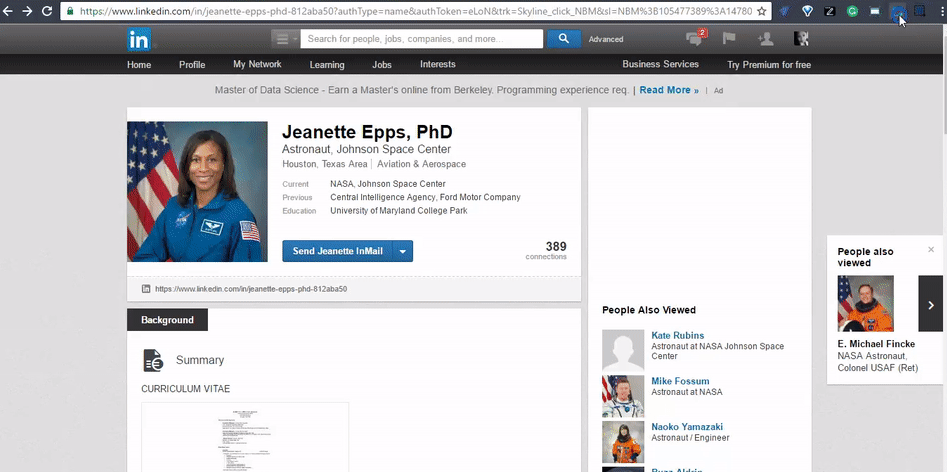 https://www.linkedin.com/in/jeanette-epps-phd-812aba50?authType=name&authToken=eLoN&trk=Skyline_click_NBM&sl=NBM%3B105477389%3A14780
in
Search for people, jobs, companies, and more...
Advanced
2
Home
Profile
My Network
Learning
Jobs
Interests
Business Services
Try Premium for free
Master of Data Science - Earn a Master's online from Berkeley. Programming experience req. | Read More » | Ad
Jeanette Epps, PhD
Astronaut, Johnson Space Center
Houston, Texas Area | Aviation & Aerospace
Current NASA, Johnson Space Center
Previous Central Intelligence Agency, Ford Motor Company
Education University of Maryland College Park
Send Jeanette InMail
389
connections
https://www.linkedin.com/in/jeanette-epps-phd-812aba50
Background
Summary
CURRICULUM VITAE
People Also Viewed
Kate Rubins
Astronaut at NASA Johnson Space
Center
Mike Fossum
Astronaut at NASA
Naoko Yamazaki
Astronaut / Engineer
Buzz Aldrin
People also
viewed
E. Michael Fincke
NASA Astronaut,
Colonel USAF (Ret)